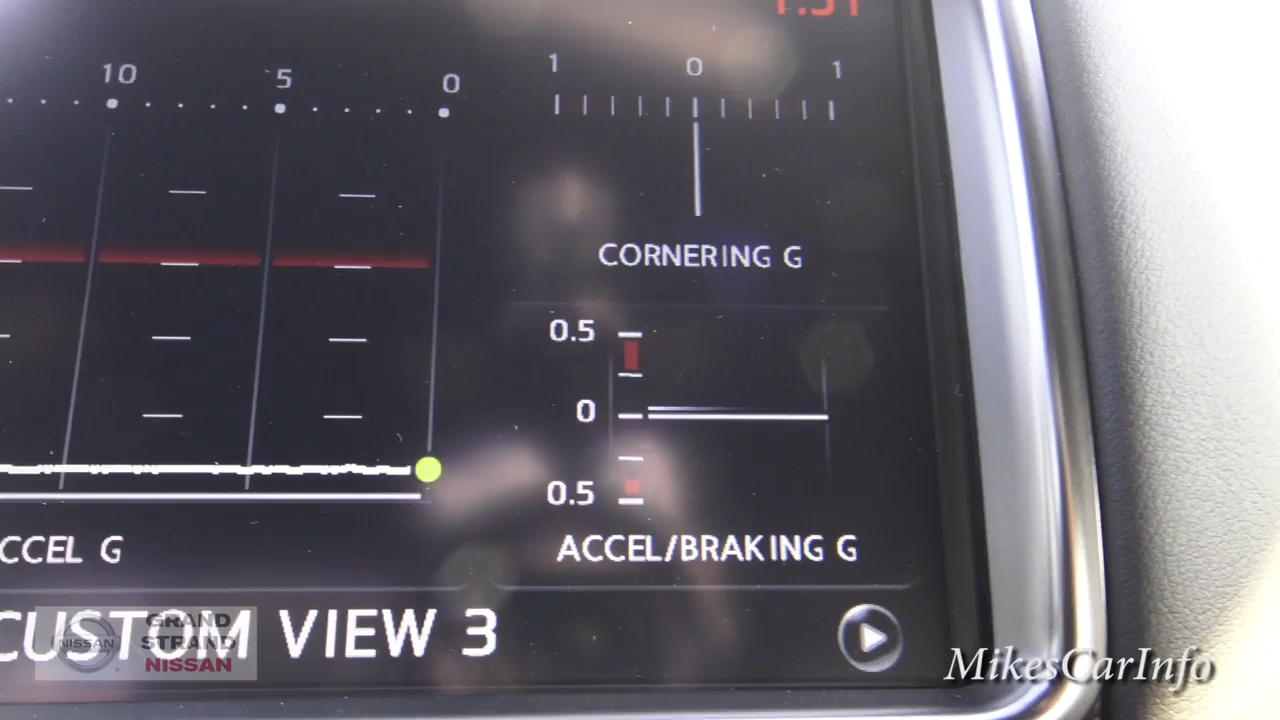 10 5 0
1 0 1
CORNERING G
0.5
0
0.5
ACCEL/BRAKING G
CCEL G
CUSTOM VIEW 3
NISSAN
GRAND
STRAND
NISSAN
MikesCarInfo